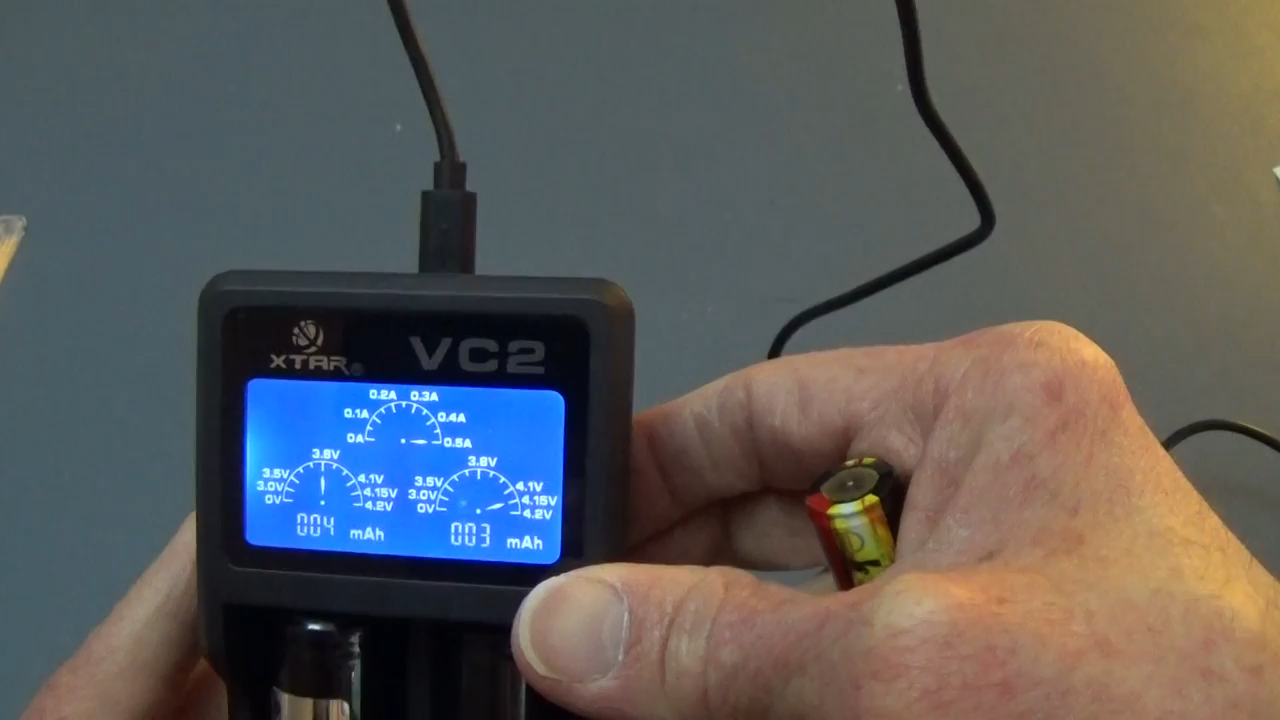 XTAR® VC2
0.2A 0.3A
0.1A 0.4A
0A 0.5A
3.8V 3.8V
3.5V 4.1V 3.5V 4.1V
3.0V 4.15V 3.0V 4.15V
0V 4.2V 0V 4.2V
004 mAh 003 mAh